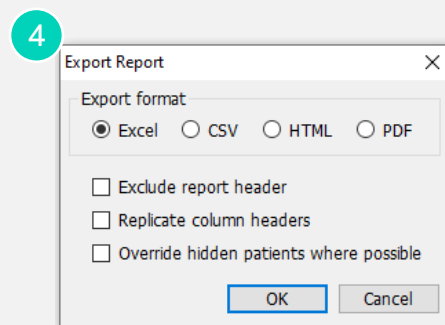 4
Export Report
Export format
Excel CSV HTML PDF
Exclude report header
Replicate column headers
Override hidden patients where possible
OK Cancel